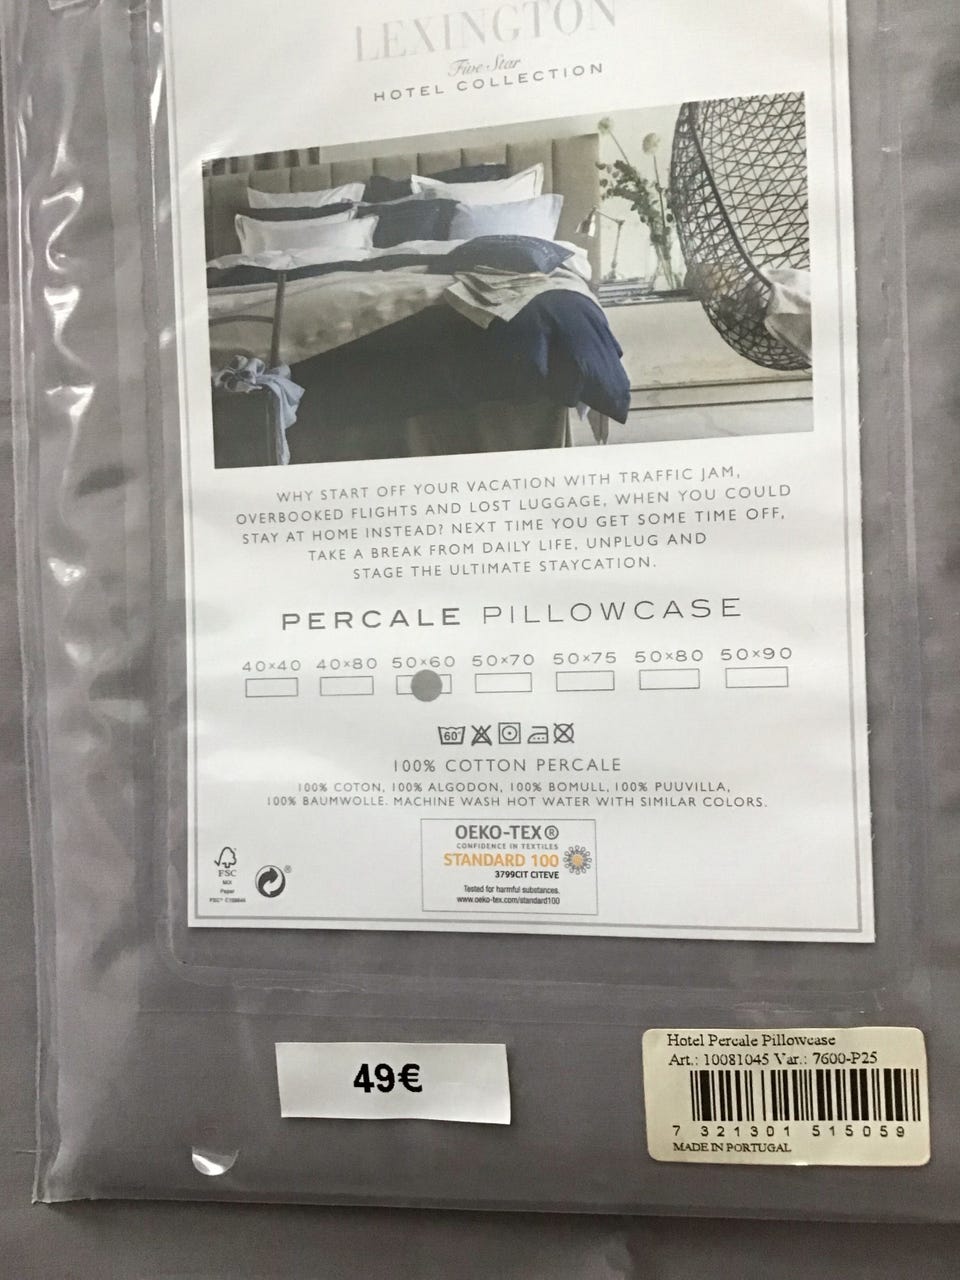 LEXINGTON
Five Star
HOTEL COLLECTION
WHY START OFF YOUR VACATION WITH TRAFFIC JAM,
OVERBOOKED FLIGHTS AND LOST LUGGAGE, WHEN YOU COULD
STAY AT HOME INSTEAD? NEXT TIME YOU GET SOME TIME OFF,
TAKE A BREAK FROM DAILY LIFE, UNPLUG AND
STAGE THE ULTIMATE STAYCATION.
PERCALE PILLOWCASE
40×40 40×80 50×60 50×70 50×75 50×80 50×90
60°
100% COTTON PERCALE
100% COTON, 100% ALGODON, 100% BOMULL, 100% PUUVILLA,
100% BAUMWOLLE. MACHINE WASH HOT WATER WITH SIMILAR COLORS.
OEKO-TEX®
CONFIDENCE IN TEXTILES
STANDARD 100
3799CIT CITEVE
Tested for harmful substances.
www.oeko-tex.com/standard100
FSC
MIX
Paper
®
49€
Hotel Percale Pillowcase
Art.: 10081045 Var.: 7600-P25
7 321301 515059
MADE IN PORTUGAL